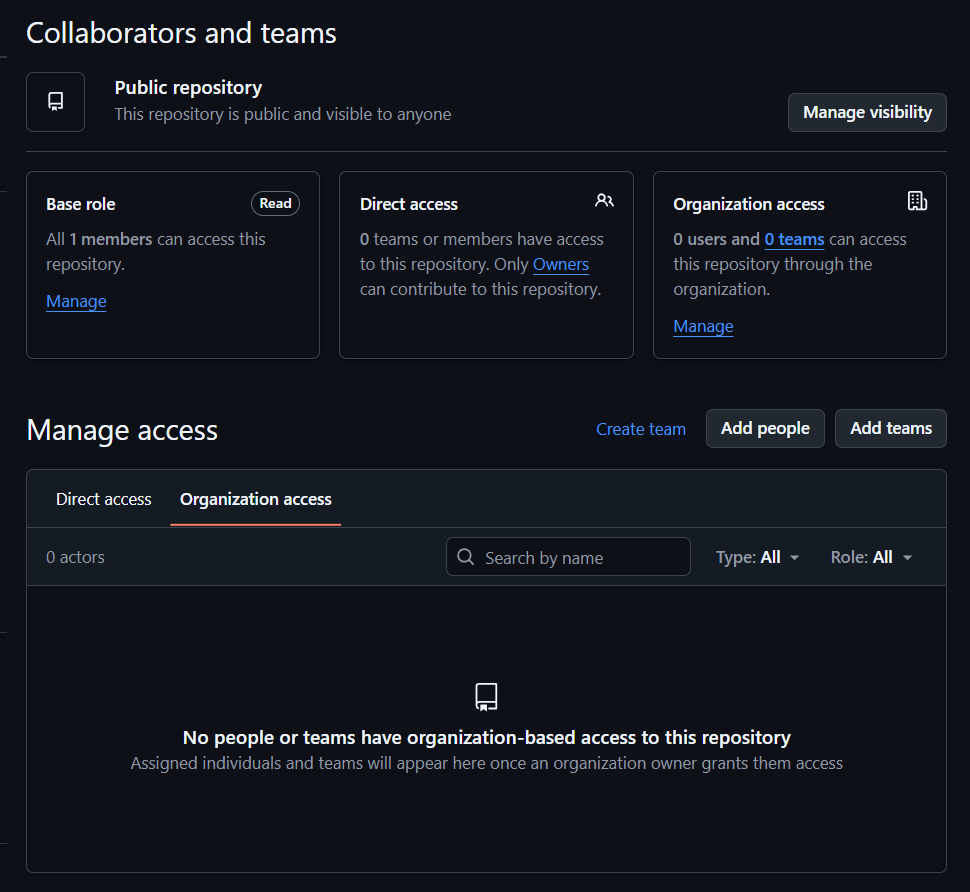 Collaborators and teams
Public repository
This repository is public and visible to anyone
Manage visibility
Base role
Read
All 1 members can access this
repository.
Manage
Direct access
0 teams or members have access
to this repository. Only Owners
can contribute to this repository.
Organization access
0 users and 0 teams can access
this repository through the
organization.
Manage
Manage access
Create team
Add people
Add teams
Direct access
Organization access
0 actors
Search by name
Type: All
Role: All
No people or teams have organization-based access to this repository
Assigned individuals and teams will appear here once an organization owner grants them access